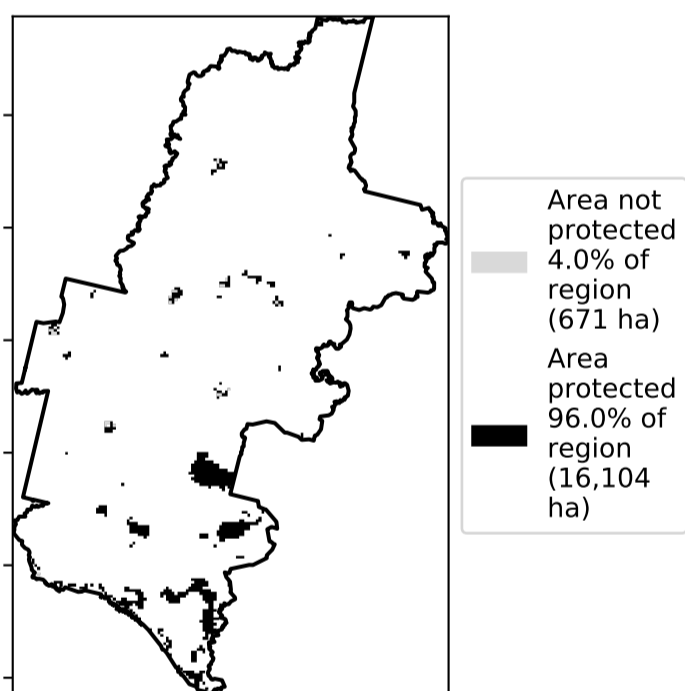 Area not
protected
4.0% of
region
(671 ha)
Area
protected
96.0% of
region
(16,104
ha)